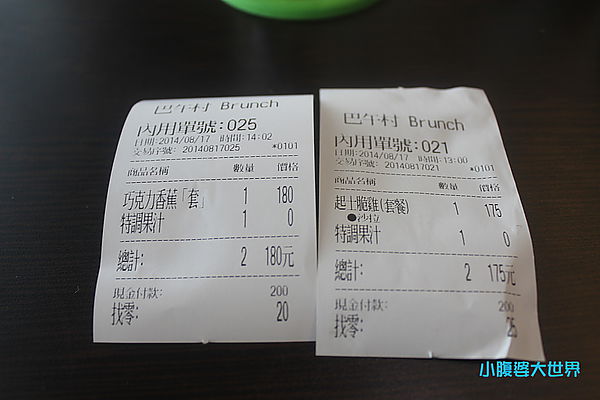 巴午村 Brunch
內用單號:025
日期:2014/08/17 時間:14:02
交易序號: 20140817025 *0101
商品名稱 數量 價格
巧克力香蕉「套」 1 180
特調果汁 1 0
總計: 2 180元
現金付款: 200
找零: 20
巴午村 Brunch
內用單號:021
日期:2014/08/17 時間:13:00
交易序號: 20140817021 *0101
商品名稱 數量 價格
起士脆雞(套餐) 1 175
●沙拉
特調果汁 1 0
總計: 2 175元
現金付款: 200
找零: 25
小腹婆大世界